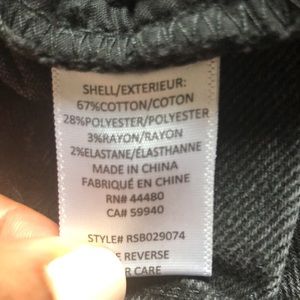 SHELL/EXTERIEUR:
67%COTTON/COTON
28%POLYESTER/POLYESTER
3%RAYON/RAYON
2%ELASTANE/ÉLASTHANNE
MADE IN CHINA
FABRIQUÉ EN CHINE
RN# 44480
CA# 59940
STYLE# RSB029074
REVERSE
CARE